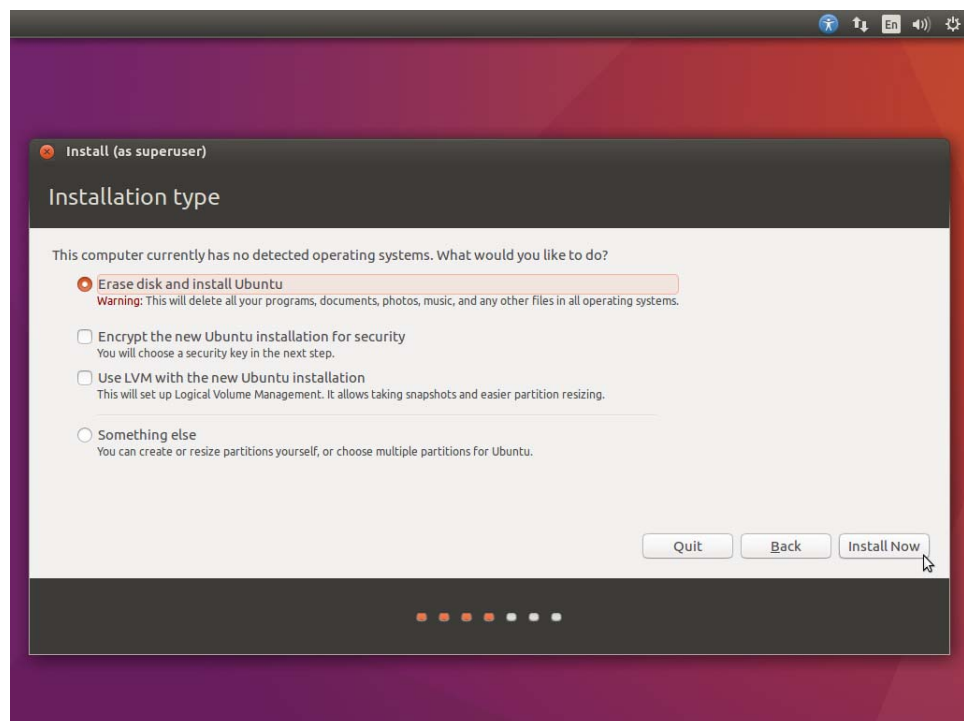 En
Install (as superuser)
Installation type
This computer currently has no detected operating systems. What would you like to do?
Erase disk and install Ubuntu
Warning: This will delete all your programs, documents, photos, music, and any other files in all operating systems.
Encrypt the new Ubuntu installation for security
You will choose a security key in the next step.
Use LVM with the new Ubuntu installation
This will set up Logical Volume Management. It allows taking snapshots and easier partition resizing.
Something else
You can create or resize partitions yourself, or choose multiple partitions for Ubuntu.
Quit Back Install Now